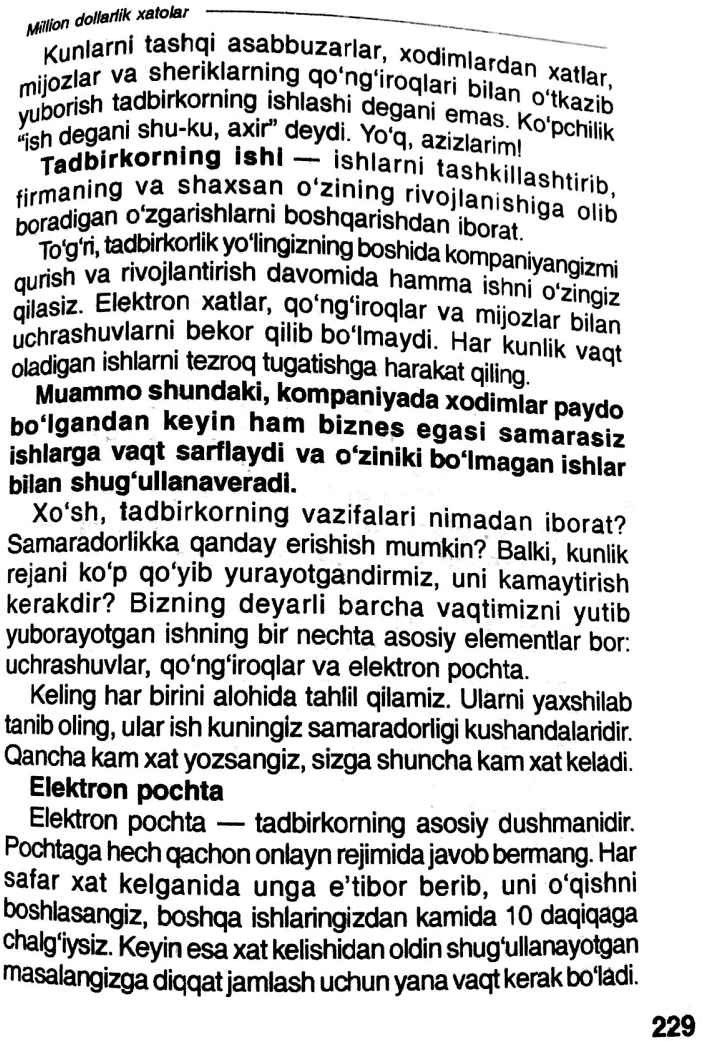 Million dollarlik xatolar
Kunlarni tashqi asabbuzarlar, xodimlardan xatlar,
mijozlar va sheriklarning qo‘ng‘iroqlari bilan o‘tkazib
yuborish tadbirkorning ishlashi degani emas. Ko‘pchilik
“ish degani shu-ku, axir” deydi. Yo‘q, azizlarim!
Tadbirkorning ishi — ishlarni tashkillashtirib,
firmaning va shaxsan o‘zining rivojlanishiga olib
boradigan o‘zgarishlarni boshqarishdan iborat.
To‘g‘ri, tadbirkorlik yo‘lingizning boshida kompaniyangizmi
qurish va rivojlantirish davomida hamma ishni o‘zingiz
qilasiz. Elektron xatlar, qo‘ng‘iroqlar va mijozlar bilan
uchrashuvlarni bekor qilib bo‘lmaydi. Har kunlik vaqt
oladigan ishlarni tezroq tugatishga harakat qiling.
Muammo shundaki, kompaniyada xodimlar paydo
bo‘lgandan keyin ham biznes egasi samarasiz
ishlarga vaqt sarflaydi va o‘ziniki bo‘lmagan ishlar
bilan shug‘ullanaveradi.
Xo‘sh, tadbirkorning vazifalari nimadan iborat?
Samaradorlikka qanday erishish mumkin? Balki, kunlik
rejani ko‘p qo‘yib yurayotgandirmiz, uni kamaytirish
kerakdir? Bizning deyarli barcha vaqtimizni yutib
yuborayotgan ishning bir nechta asosiy elementlar bor:
uchrashuvlar, qo‘ng‘iroqlar va elektron pochta.
Keling har birini alohida tahlil qilamiz. Ularni yaxshilab
tanib oling, ular ish kuningiz samaradorligi kushandalaridir.
Qancha kam xat yozsangiz, sizga shuncha kam xat keladi.
Elektron pochta
Elektron pochta — tadbirkorning asosiy dushmanidir.
Pochtaga hech qachon onlayn rejimida javob bermang. Har
safar xat kelganida unga e’tibor berib, uni o‘qishni
boshlasangiz, boshqa ishlaringizdan kamida 10 daqiqaga
chalg‘iysiz. Keyin esa xat kelishidan oldin shug‘ullanayotgan
masalangizga diqqat jamlash uchun yana vaqt kerak bo‘ladi.
229